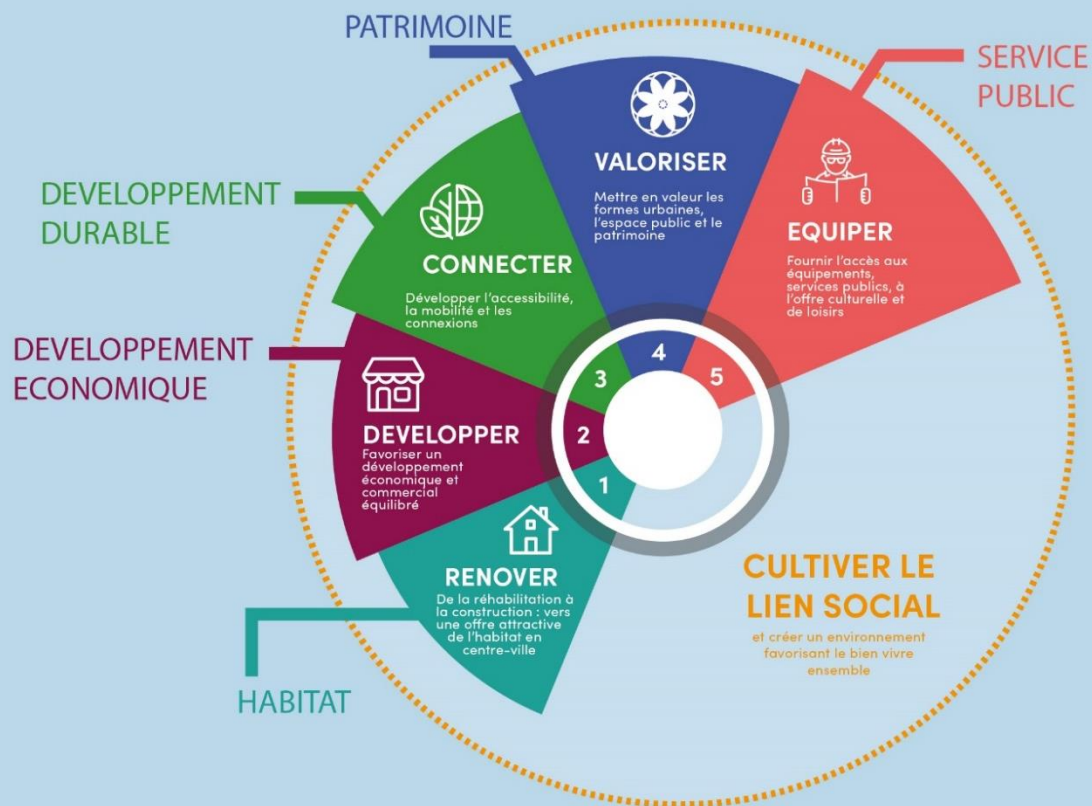 PATRIMOINE
SERVICE
PUBLIC
DEVELOPPEMENT
DURABLE
DEVELOPPEMENT
ECONOMIQUE
HABITAT
VALORISER
Mettre en valeur les
formes urbaines,
l'espace public et le
patrimoine
EQUIPER
Fournir l'accès aux
équipements,
services publics, à
l'offre culturelle et
de loisirs
CONNECTER
Développer l'accessibilité,
la mobilité et les
connexions
DEVELOPPER
Favoriser un
développement
économique et
commercial
équilibré
RENOVER
De la réhabilitation à
la construction : vers
une offre attractive
de l'habitat en
centre-ville
1
2
3
4
5
CULTIVER LE
LIEN SOCIAL
et créer un environnement
favorisant le bien vivre
ensemble